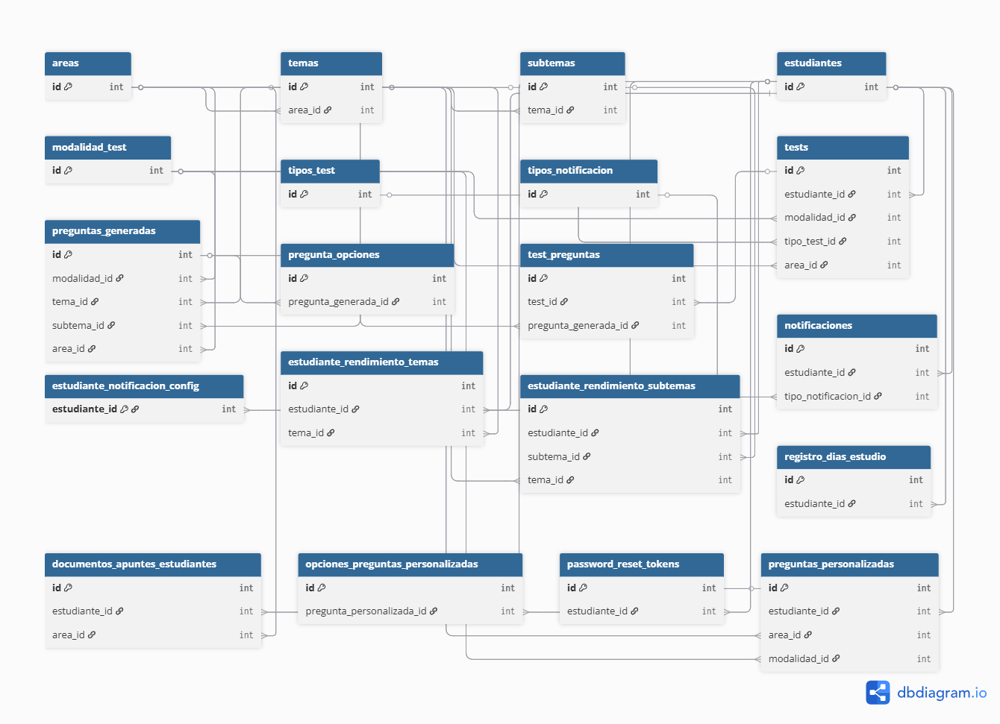 areas
id int
temas
id int
area_id int
subtemas
id int
tema_id int
estudiantes
id int
modalidad_test
id int
tipos_test
id int
tipos_notificacion
id int
tests
id int
estudiante_id int
modalidad_id int
tipo_test_id int
area_id int
preguntas_generadas
id int
modalidad_id int
tema_id int
subtema_id int
area_id int
pregunta_opciones
id int
pregunta_generada_id int
test_preguntas
id int
test_id int
pregunta_generada_id int
notificaciones
id int
estudiante_id int
tipo_notificacion_id int
estudiante_notificacion_config
estudiante_id int
estudiante_rendimiento_temas
id int
estudiante_id int
tema_id int
estudiante_rendimiento_subtemas
id int
estudiante_id int
subtema_id int
tema_id int
registro_dias_estudio
id int
estudiante_id int
documentos_apuntes_estudiantes
id int
estudiante_id int
area_id int
opciones_preguntas_personalizadas
id int
pregunta_personalizada_id int
password_reset_tokens
id int
estudiante_id int
preguntas_personalizadas
id int
estudiante_id int
area_id int
modalidad_id int
dbdiagram.io